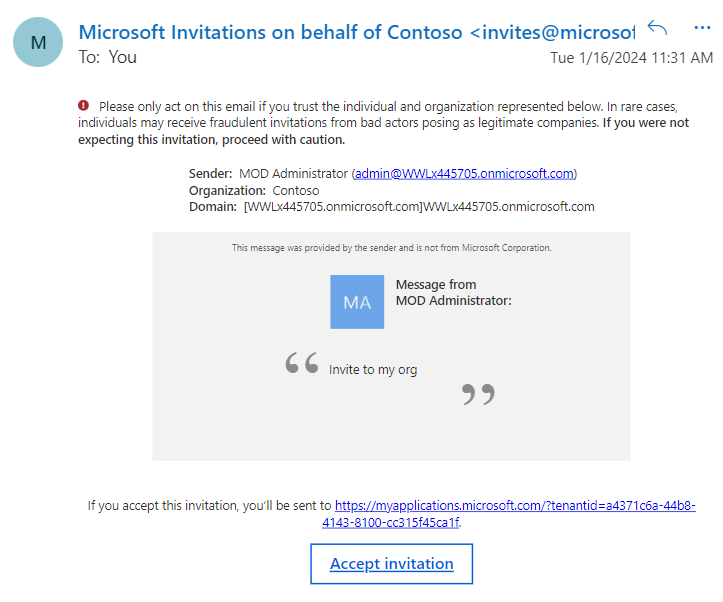 M
Microsoft Invitations on behalf of Contoso <invites@microsof
To: You
Tue 1/16/2024 11:31 AM
Please only act on this email if you trust the individual and organization represented below. In rare cases,
individuals may receive fraudulent invitations from bad actors posing as legitimate companies. If you were not
expecting this invitation, proceed with caution.
Sender: MOD Administrator (admin@WWLx445705.onmicrosoft.com)
Organization: Contoso
Domain: [WWLx445705.onmicrosoft.com]WWLx445705.onmicrosoft.com
This message was provided by the sender and is not from Microsoft Corporation.
MA
Message from
MOD Administrator:
“ Invite to my org
”
If you accept this invitation, you'll be sent to https://myapplications.microsoft.com/?tenantid=a4371c6a-44b8-
4143-8100-cc315f45ca1f.
Accept invitation